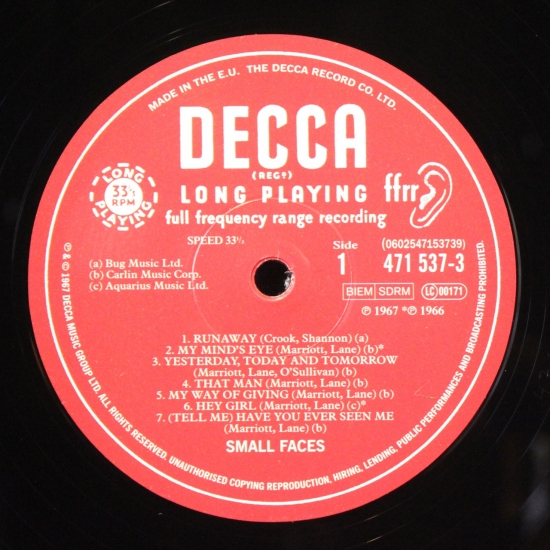 MADE IN THE E.U. THE DECCA RECORD CO. LTD.
DECCA
(REGD)
LONG PLAYING
ffrr
full frequency range recording
LONG
33⅓
RPM
PLAYING
SPEED 33⅓
Side
1
(0602547153739)
471 537-3
(a) Bug Music Ltd.
(b) Carlin Music Corp.
(c) Aquarius Music Ltd.
BIEM SDRM
LC 00171
℗ 1967 *℗ 1966
1. RUNAWAY (Crook, Shannon) (a)
2. MY MIND'S EYE (Marriott, Lane) (b)*
3. YESTERDAY, TODAY AND TOMORROW
(Marriott, Lane, O'Sullivan) (b)
4. THAT MAN (Marriott, Lane) (b)
5. MY WAY OF GIVING (Marriott, Lane) (b)
6. HEY GIRL (Marriott, Lane) (c)*
7. (TELL ME) HAVE YOU EVER SEEN ME
(Marriott, Lane) (b)
SMALL FACES
℗ & © 1967 DECCA MUSIC GROUP LTD. ALL RIGHTS RESERVED. UNAUTHORISED COPYING REPRODUCTION, HIRING, LENDING, PUBLIC PERFORMANCES AND BROADCASTING PROHIBITED.